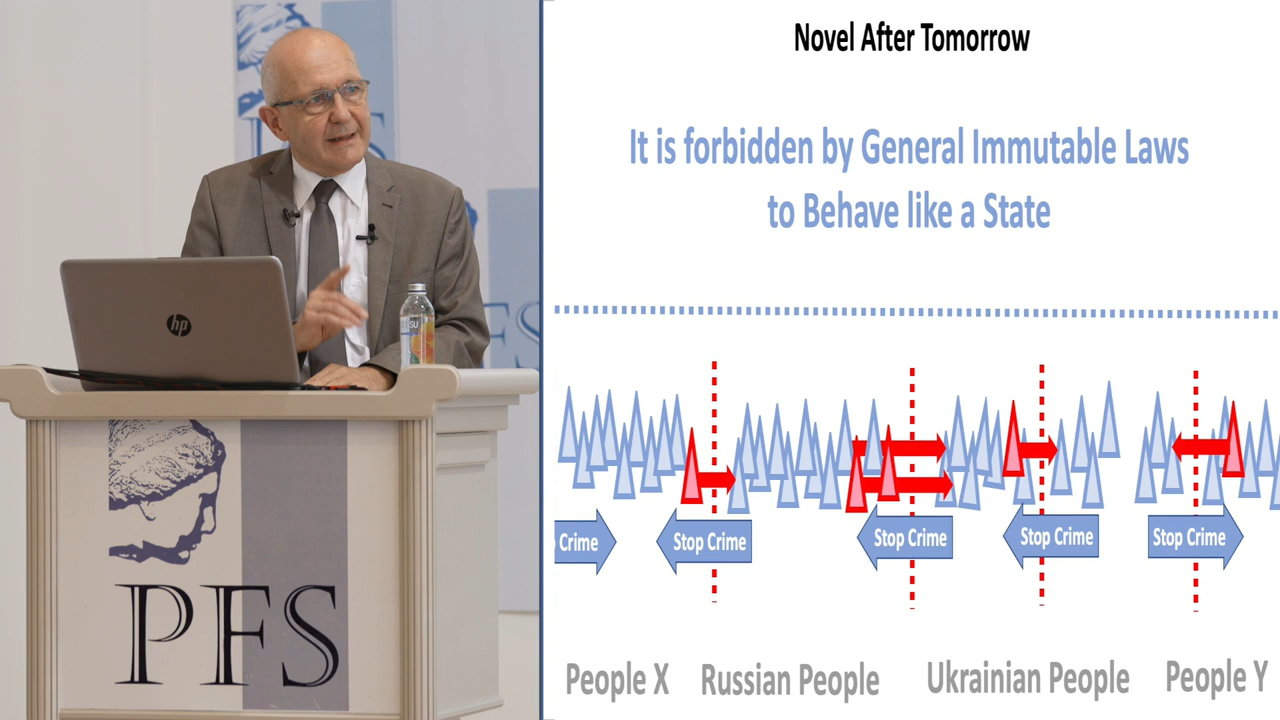 hp
SU
PFS
Novel After Tomorrow
It is forbidden by General Immutable Laws
to Behave like a State
Crime
Stop Crime
Stop Crime
Stop Crime
Stop Crime
People X
Russian People
Ukrainian People
People Y